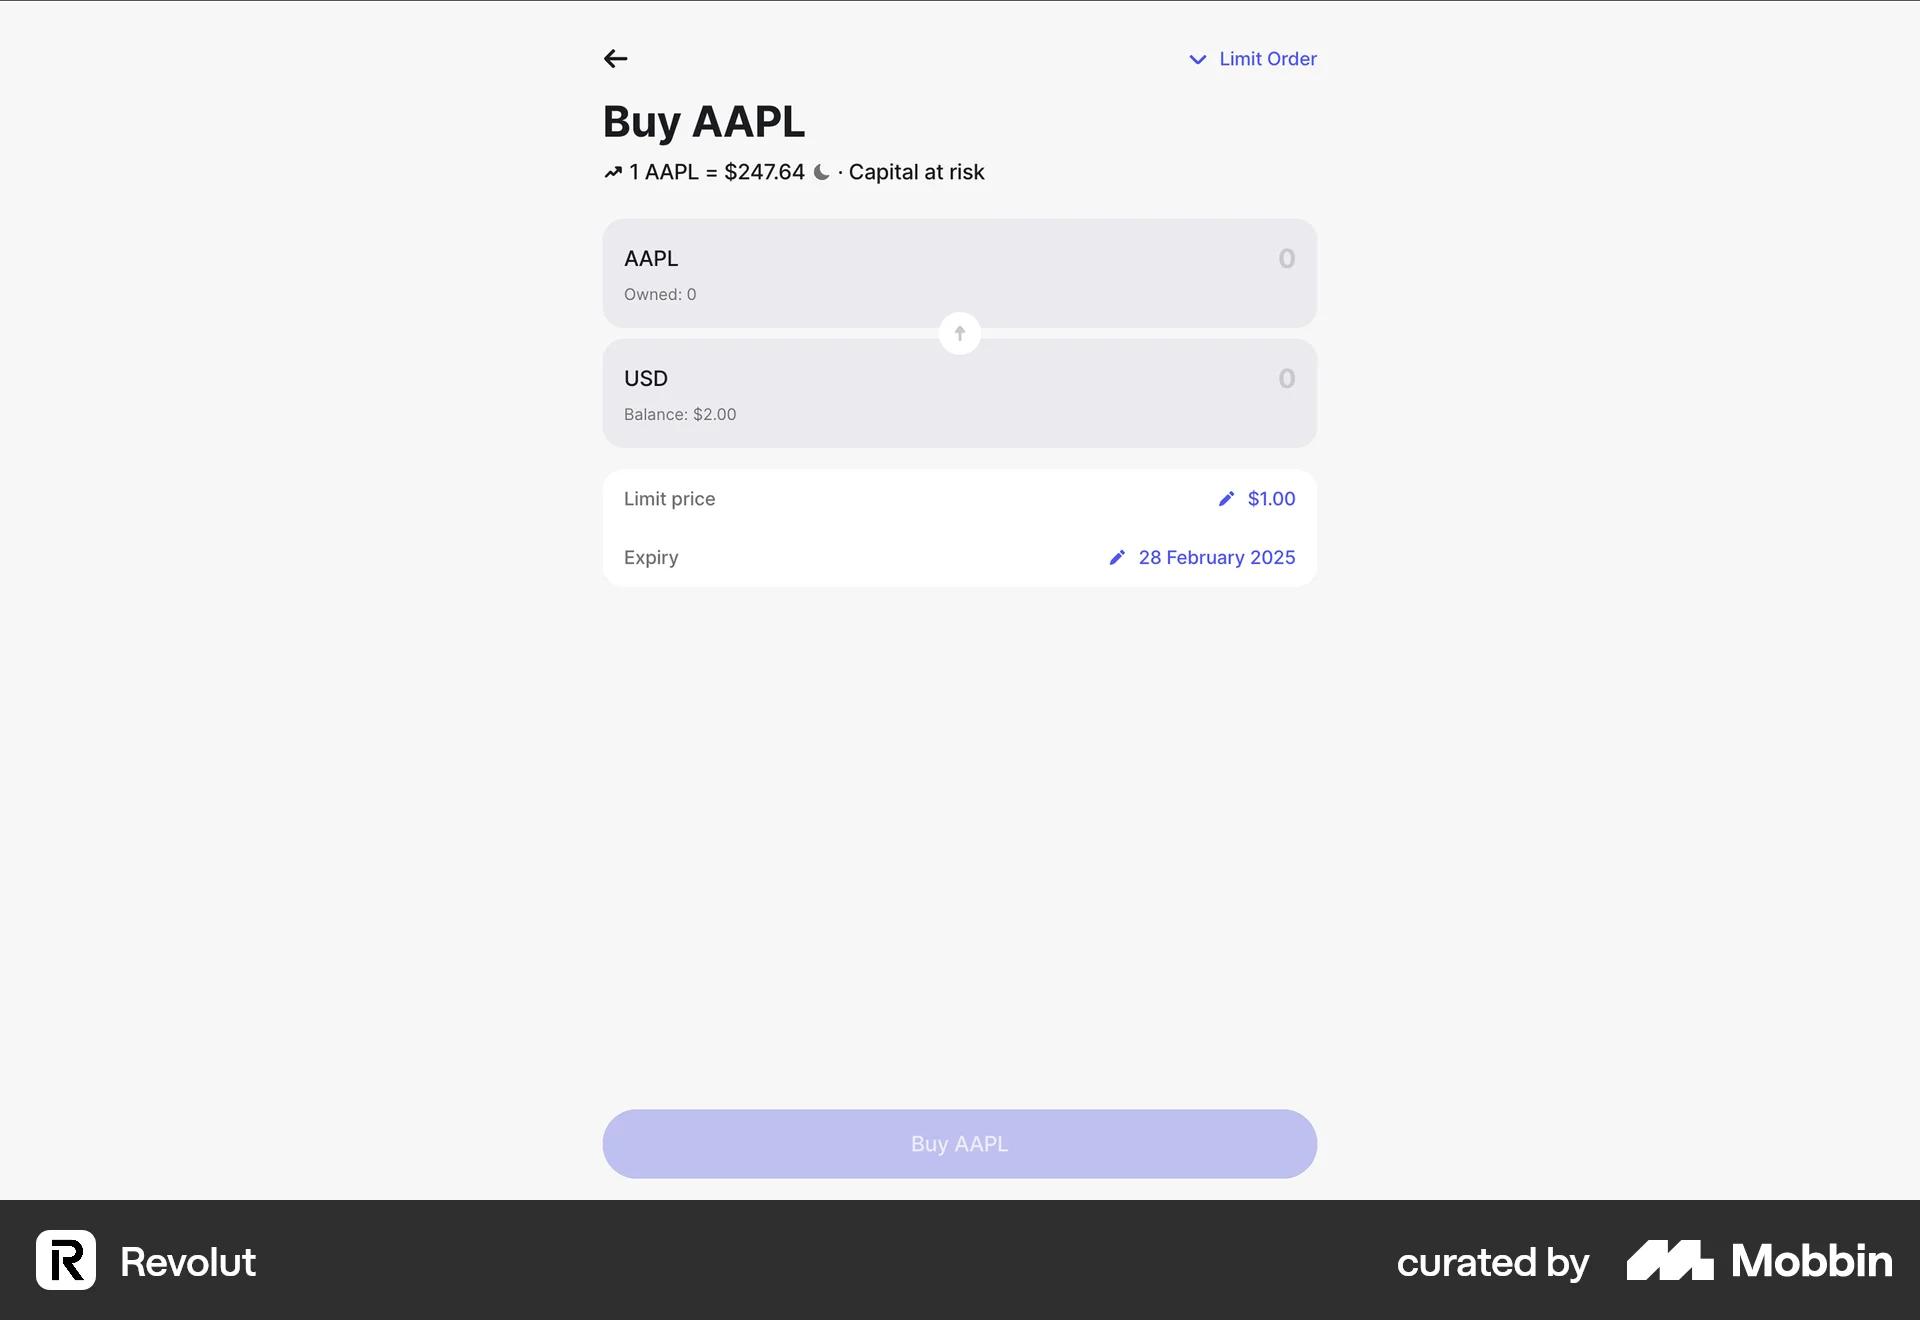 Limit Order
Buy AAPL
1 AAPL = $247.64 · Capital at risk
AAPL 0
Owned: 0
USD 0
Balance: $2.00
Limit price $1.00
Expiry 28 February 2025
Buy AAPL
Revolut curated by Mobbin